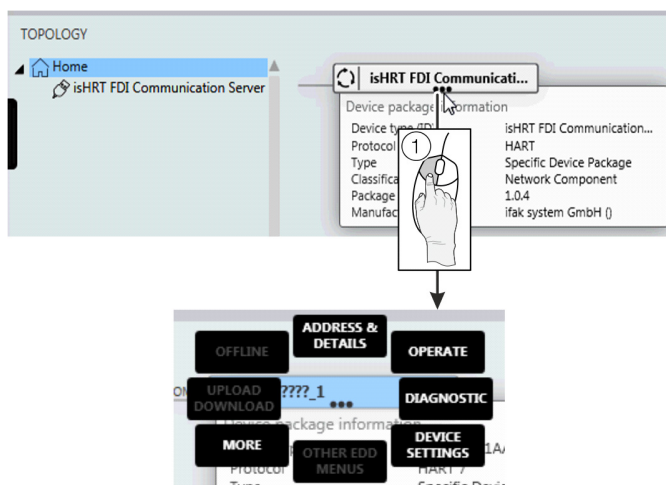 TOPOLOGY
Home
isHRT FDI Communication Server
isHRT FDI Communicati...
Device package information
Device type (ID)
isHRT FDI Communication...
Protocol
HART
Type
Specific Device Package
Classifica
Network Component
Package
1.0.4
Manufac
ifak system GmbH ()
1
ADDRESS &
DETAILS
OFFLINE
OPERATE
UPLOAD
DOWNLOAD
????_1
DIAGNOSTIC
Device package information
MORE
OTHER EDD
MENUS
DEVICE
SETTINGS
Protocol
HART 7